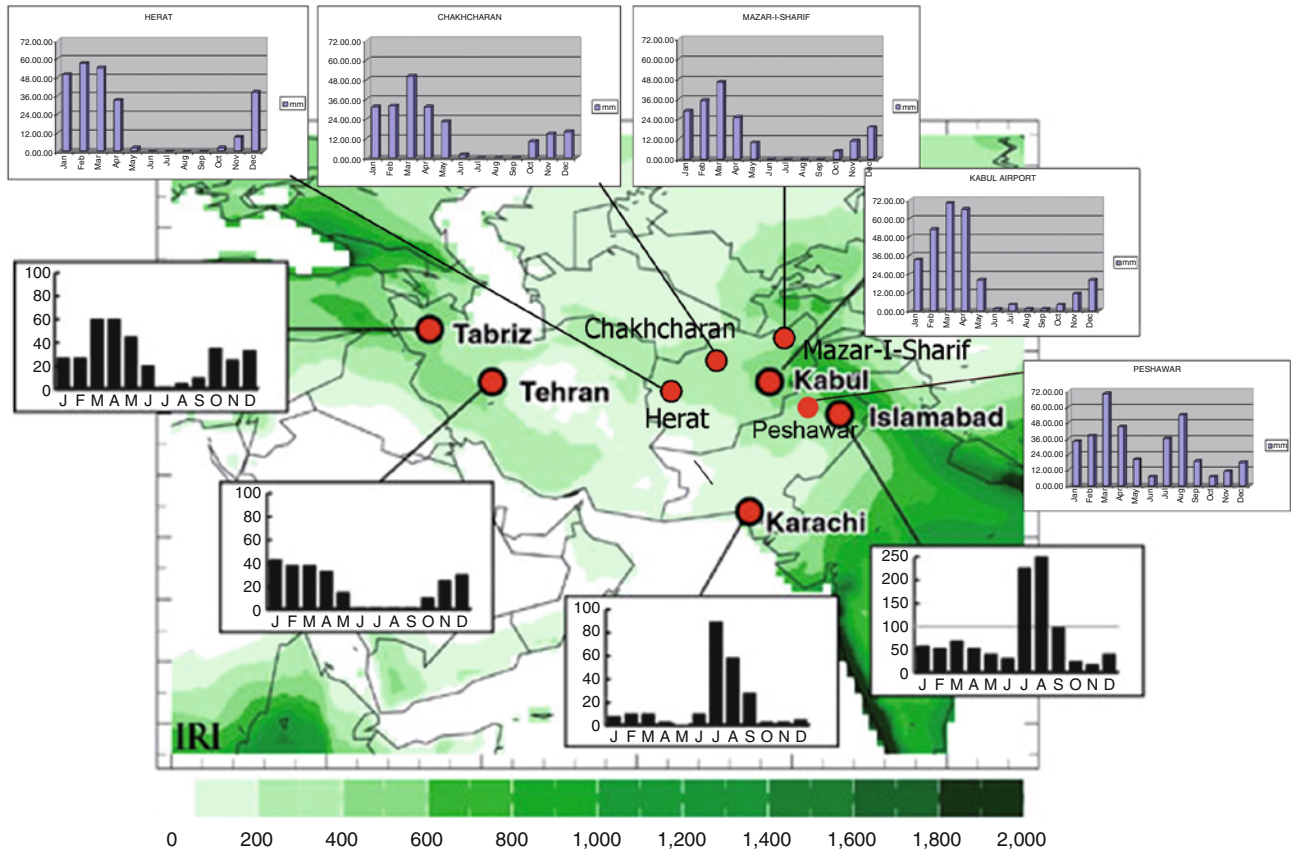 HERAT
72.00.00
60.00.00
48.00.00
36.00.00
24.00.00
12.00.00
0.00.00
Jan Feb Mar Apr May Jun Jul Aug Sep Oct Nov Dec
mm
CHAKHCHARAN
72.00.00
60.00.00
48.00.00
36.00.00
24.00.00
12.00.00
0.00.00
Jan Feb Mar Apr May Jun Jul Aug Sep Oct Nov Dec
mm
MAZAR-I-SHARIF
72.00.00
60.00.00
48.00.00
36.00.00
24.00.00
12.00.00
0.00.00
Jan Feb Mar Apr May Jun Jul Aug Sep Oct Nov Dec
mm
KABUL AIRPORT
72.00.00
60.00.00
48.00.00
36.00.00
24.00.00
12.00.00
0.00.00
Jan Feb Mar Apr May Jun Jul Aug Sep Oct Nov Dec
mm
100
80
60
40
20
0
J F M A M J J A S O N D
Tabriz
Tehran
Chakhcharan
Mazar-I-Sharif
Herat
Kabul
Peshawar
Islamabad
Karachi
PESHAWAR
72.00.00
60.00.00
48.00.00
36.00.00
24.00.00
12.00.00
0.00.00
Jan Feb Mar Apr May Jun Jul Aug Sep Oct Nov Dec
mm
100
80
60
40
20
0
J F M A M J J A S O N D
100
80
60
40
20
0
J F M A M J J A S O N D
250
200
150
100
50
0
J F M A M J J A S O N D
IRI
0 200 400 600 800 1,000 1,200 1,400 1,600 1,800 2,000